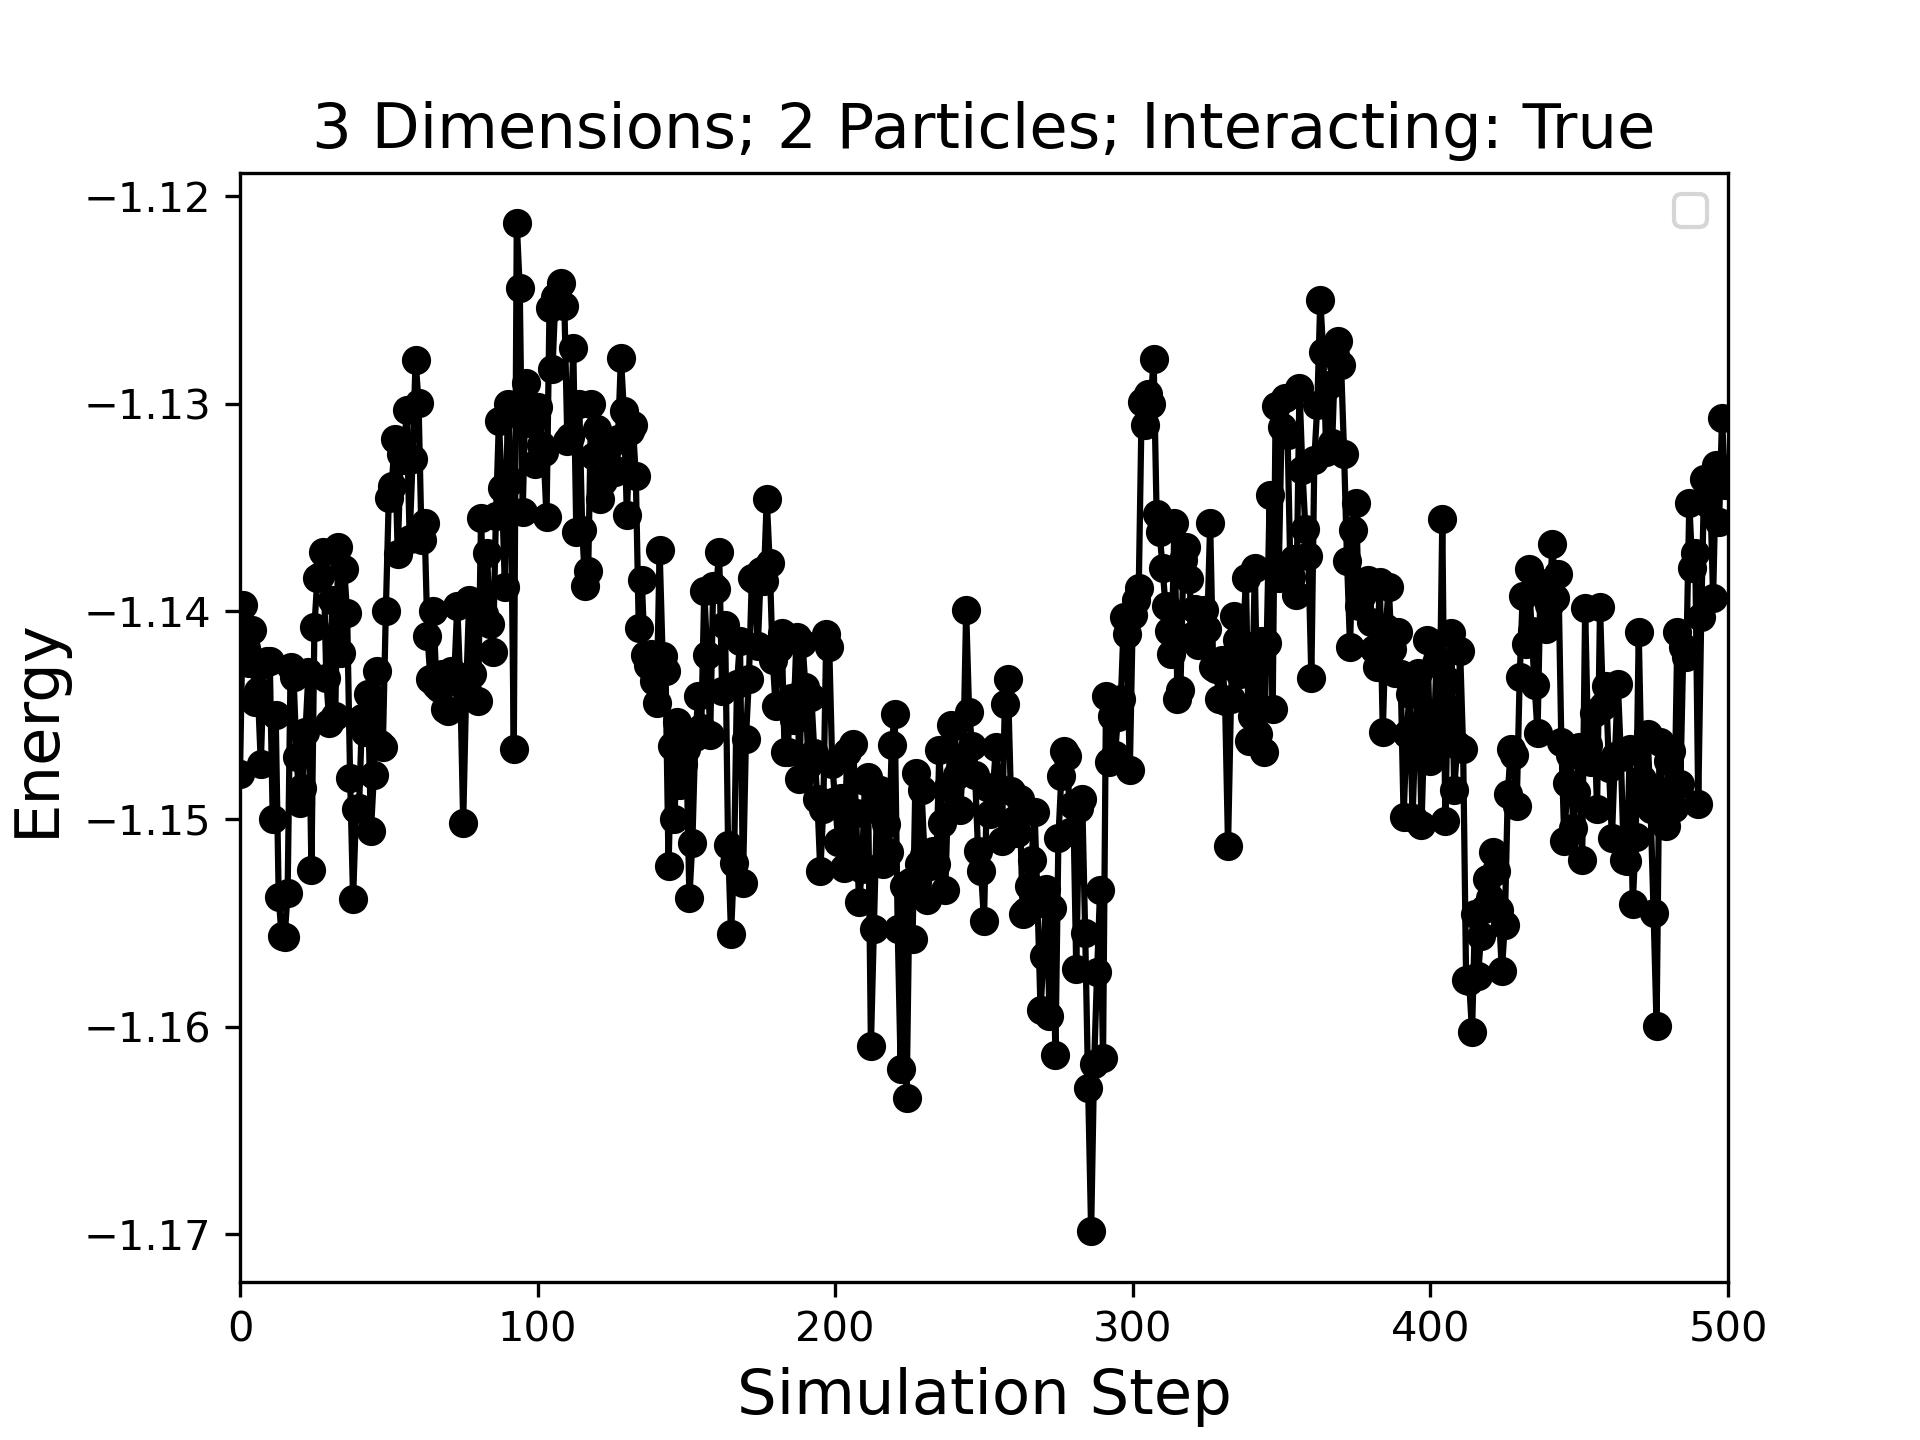 3 Dimensions; 2 Particles; Interacting: True
−1.12
−1.13
−1.14
−1.15
−1.16
−1.17
Energy
0 100 200 300 400 500
Simulation Step